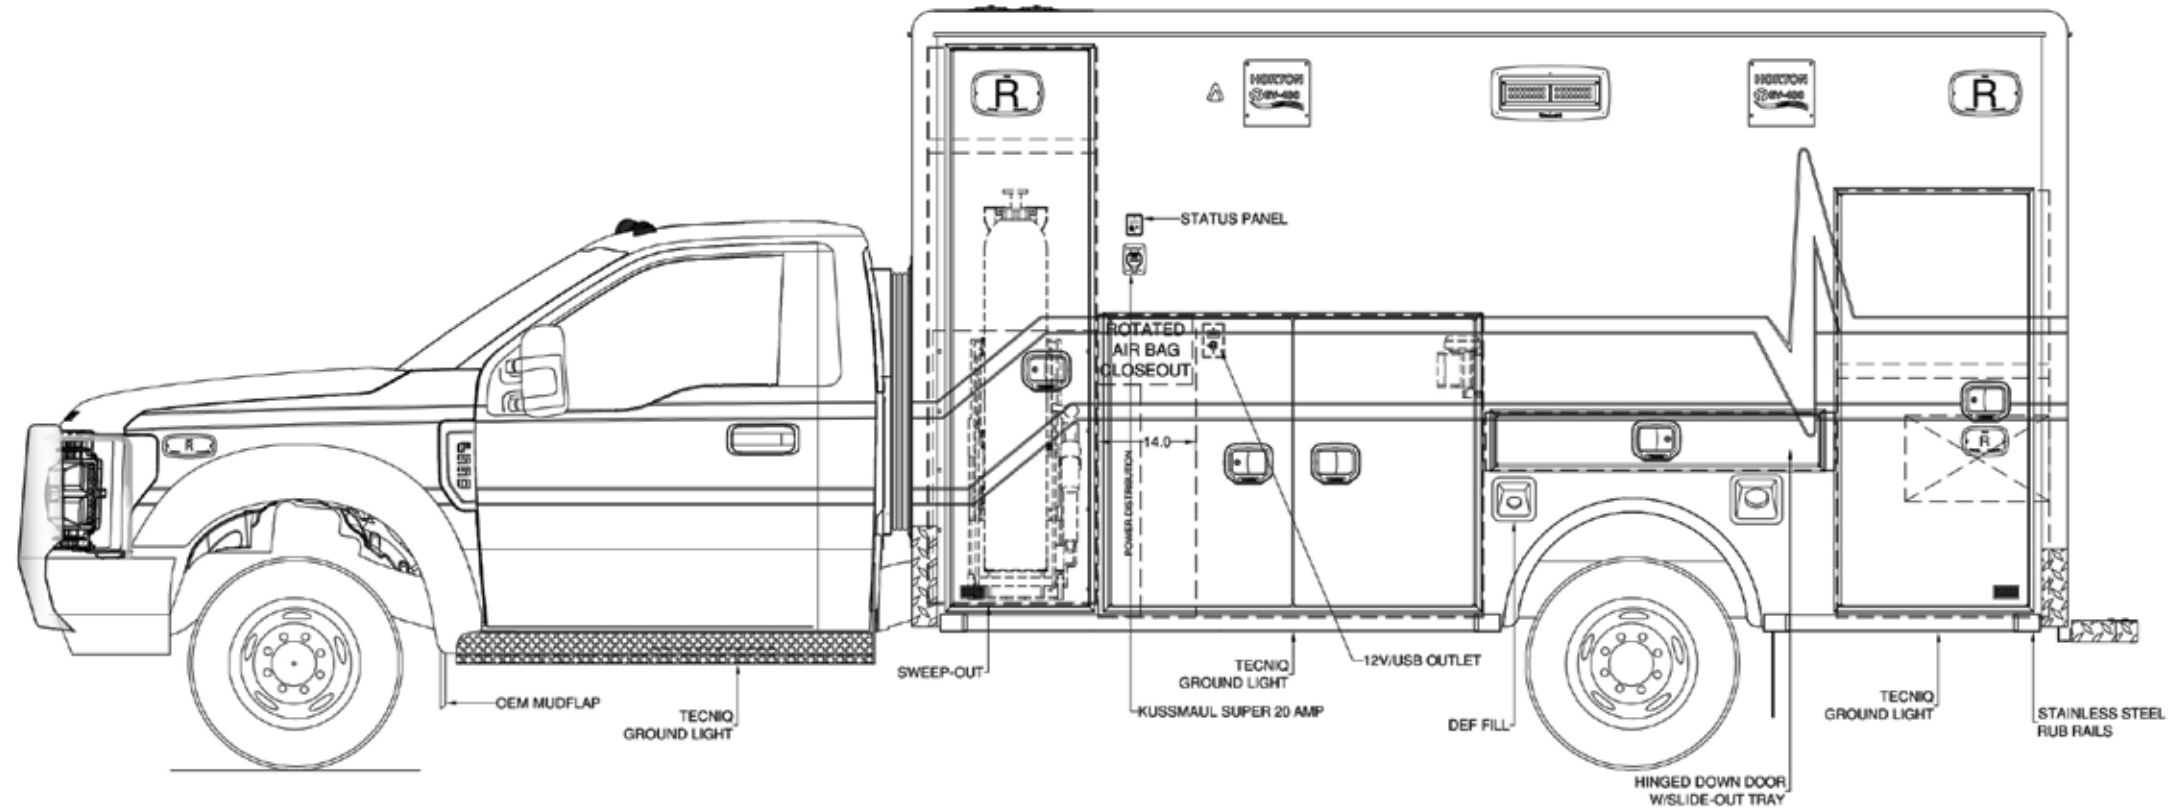 R
HORTON
HORTON
R
STATUS PANEL
ROTATED
AIR BAG
CLOSEOUT
R
14.0
R
POWER DISTRIBUTION
SWEEP-OUT
TECNIQ
GROUND LIGHT
12V/USB OUTLET
OEM MUDFLAP
TECNIQ
GROUND LIGHT
KUSSMAUL SUPER 20 AMP
DEF FILL
TECNIQ
GROUND LIGHT
STAINLESS STEEL
RUB RAILS
HINGED DOWN DOOR
W/SLIDE-OUT TRAY